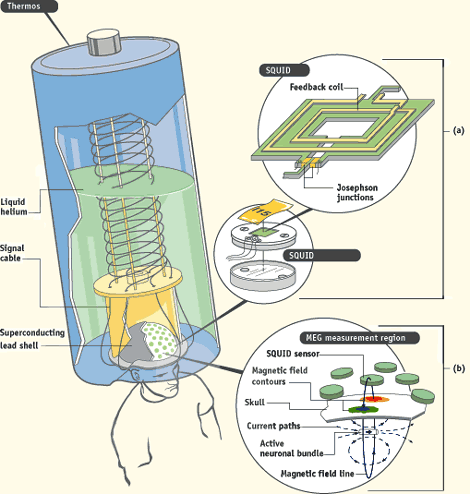 Thermos
SQUID
Feedback coil
(a)
Josephson
junctions
Liquid
helium
115
SQUID
Signal
cable
Superconducting
lead shell
MEG measurement region
SQUID sensor
(b)
Magnetic field
contours
Skull
Current paths
Active
neuronal bundle
Magnetic field line